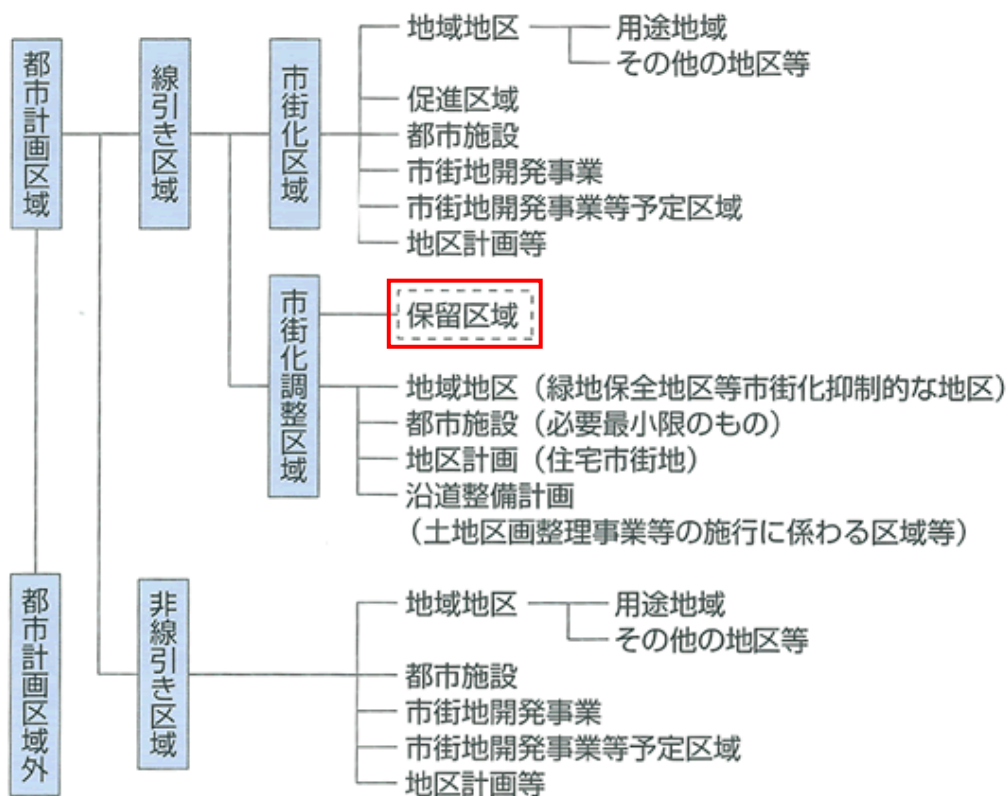 都市計画区域
線引き区域
市街化区域
地域地区
用途地域
その他の地区等
促進区域
都市施設
市街地開発事業
市街地開発事業等予定区域
地区計画等
市街化調整区域
保留区域
地域地区（緑地保全地区等市街化抑制的な地区）
都市施設（必要最小限のもの）
地区計画（住宅市街地）
沿道整備計画
（土地区画整理事業等の施行に係わる区域等）
都市計画区域外
非線引き区域
地域地区
用途地域
その他の地区等
都市施設
市街地開発事業
市街地開発事業等予定区域
地区計画等